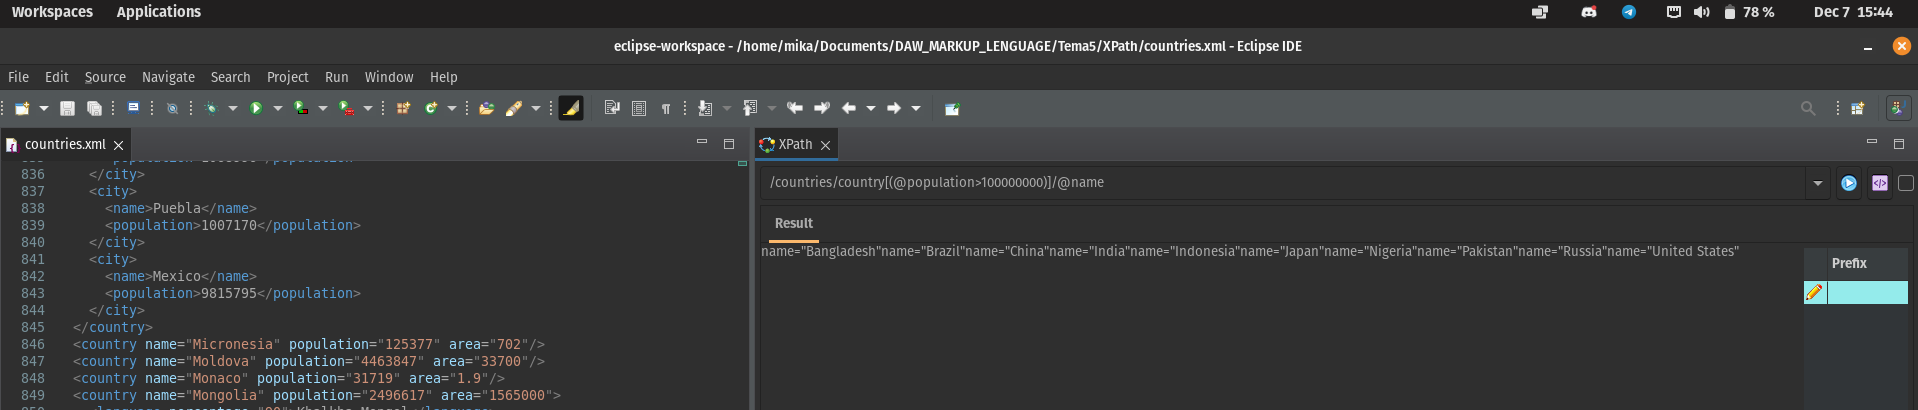 Workspaces Applications 78 % Dec 7 15:44
eclipse-workspace - /home/mika/Documents/DAW_MARKUP_LENGUAGE/Tema5/XPath/countries.xml - Eclipse IDE
File Edit Source Navigate Search Project Run Window Help
countries.xml
836 </city>
837 <city>
838 <name>Puebla</name>
839 <population>1007170</population>
840 </city>
841 <city>
842 <name>Mexico</name>
843 <population>9815795</population>
844 </city>
845 </country>
846 <country name="Micronesia" population="125377" area="702"/>
847 <country name="Moldova" population="4463847" area="33700"/>
848 <country name="Monaco" population="31719" area="1.9"/>
849 <country name="Mongolia" population="2496617" area="1565000">
XPath
/countries/country[(@population>100000000)]/@name
Result
name="Bangladesh"name="Brazil"name="China"name="India"name="Indonesia"name="Japan"name="Nigeria"name="Pakistan"name="Russia"name="United States"
Prefix